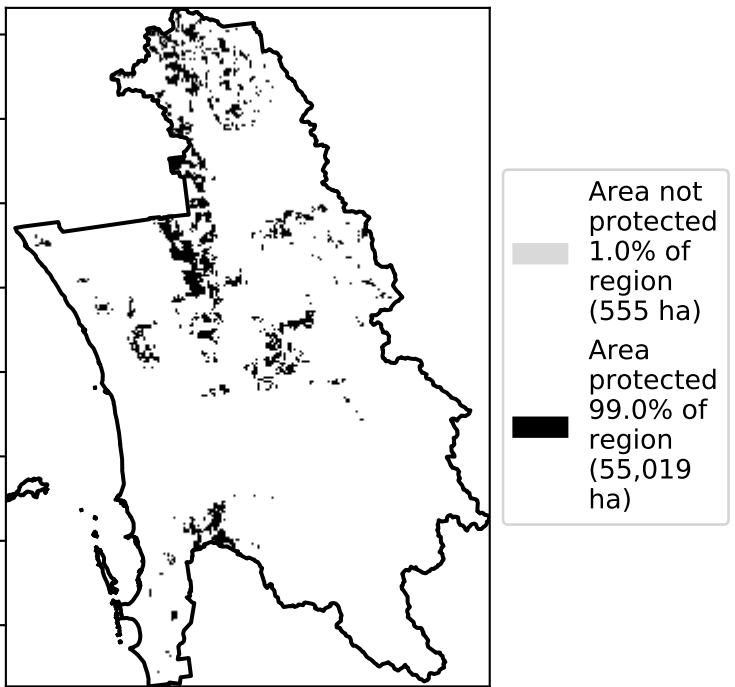 Area not
protected
1.0% of
region
(555 ha)
Area
protected
99.0% of
region
(55,019
ha)